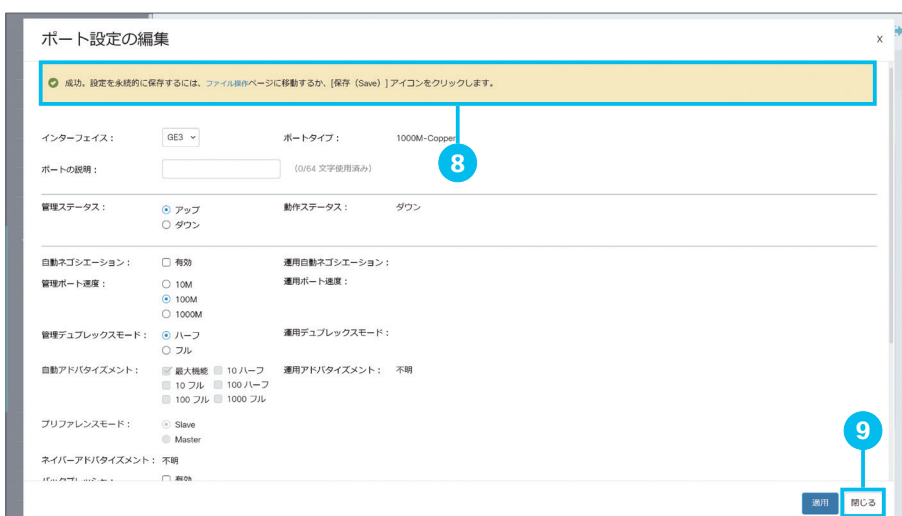 ポート設定の編集
X
成功。設定を永続的に保存するには、ファイル操作ページに移動するか、[保存（Save）]アイコンをクリックします。
インターフェイス： GE3 ポートタイプ： 1000M-Copper
8
ポートの説明： （0/64 文字使用済み）
管理ステータス： アップ 動作ステータス： ダウン
ダウン
自動ネゴシエーション： 有効 運用自動ネゴシエーション：
管理ポート速度： 10M 運用ポート速度：
100M
1000M
管理デュプレックスモード： ハーフ 運用デュプレックスモード：
フル
自動アドバタイズメント： 最大機能 10 ハーフ 運用アドバタイズメント： 不明
10 フル 100 ハーフ
100 フル 1000 フル
プリファレンスモード： Slave
Master
9
ネイバーアドバタイズメント： 不明
有効
適用 閉じる